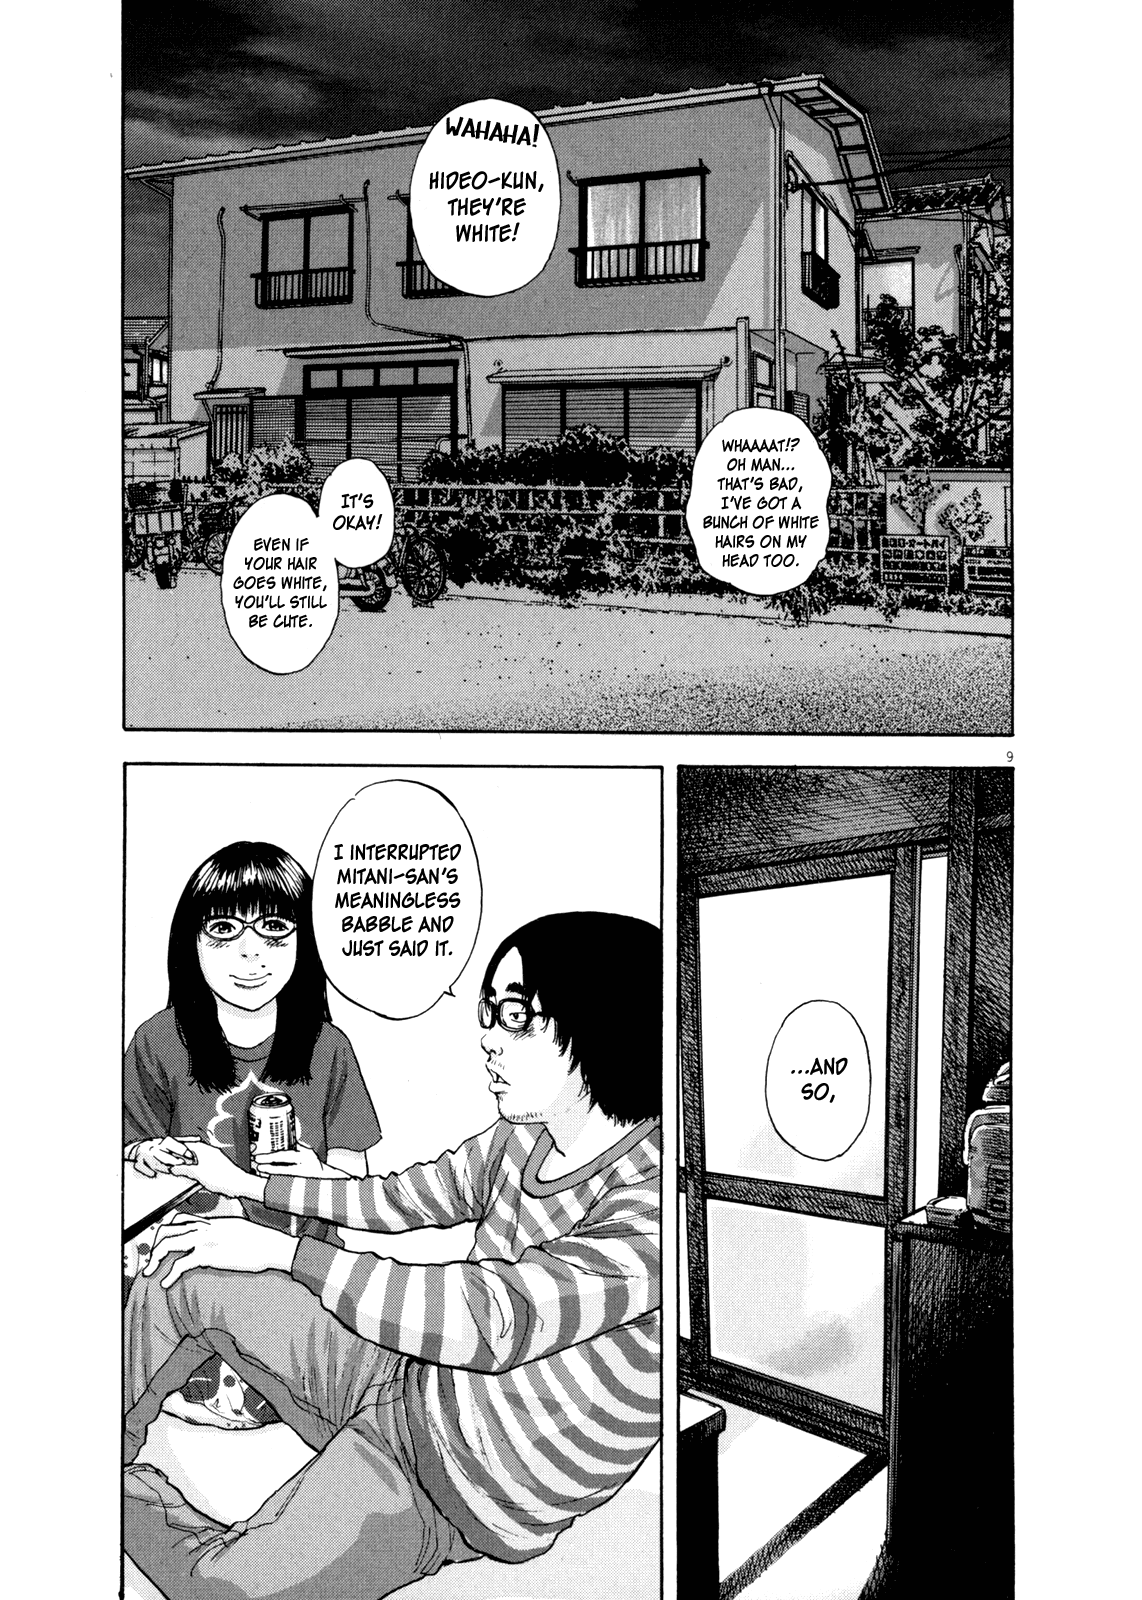 WAHAHA!
HIDEO-KUN,
THEY'RE
WHITE!
WHAAAAT!?
OH MAN...
THAT'S BAD,
I'VE GOT A
BUNCH OF WHITE
HAIRS ON MY
HEAD TOO.
IT'S
OKAY!
EVEN IF
YOUR HAIR
GOES WHITE,
YOU'LL STILL
BE CUTE.
9
...AND
SO,
I INTERRUPTED
MITANI-SAN'S
MEANINGLESS
BABBLE AND
JUST SAID IT.